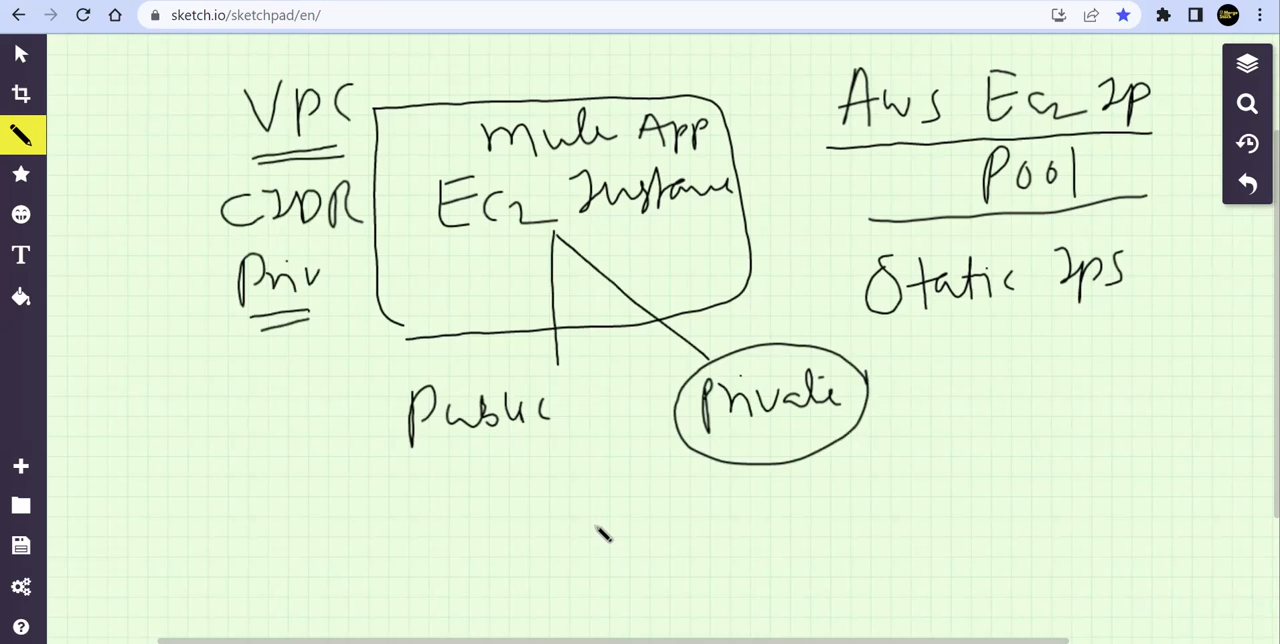 sketch.io/sketchpad/en/
VPC
CIDR
Priv
Mule App
EC2 Instance
Public
Private
Aws Ec2 Ip
Pool
Static Ips
T
?